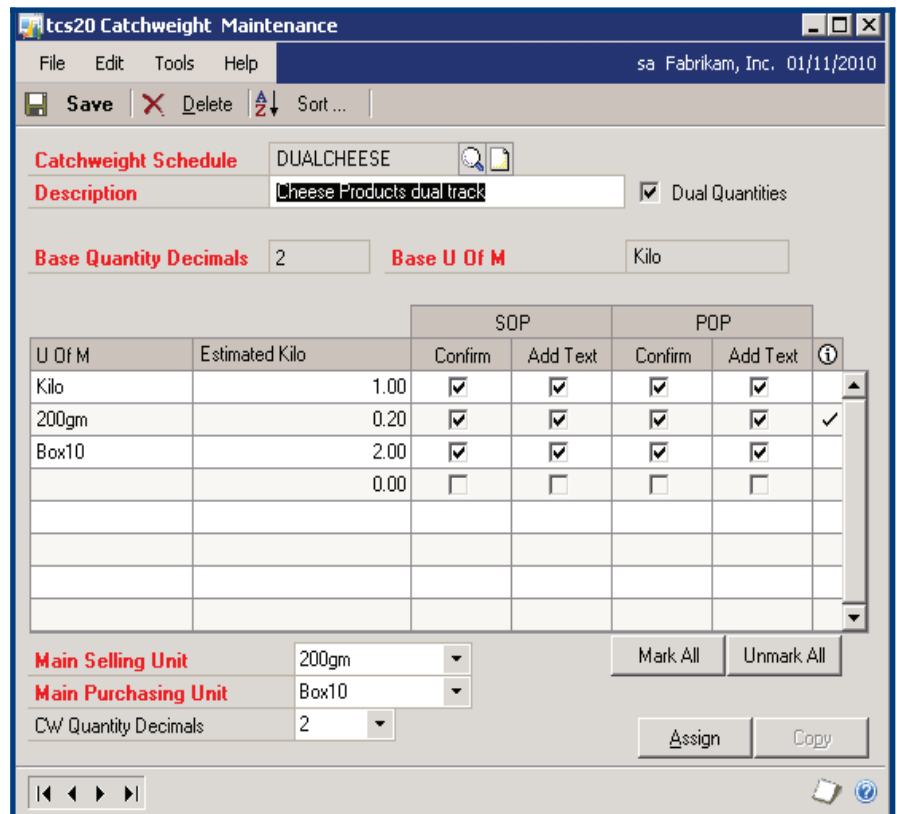 tcs20 Catchweight Maintenance
File Edit Tools Help sa Fabrikam, Inc. 01/11/2010
Save Delete Sort ...
Catchweight Schedule DUALCHEESE
Description Cheese Products dual track Dual Quantities
Base Quantity Decimals 2 Base U Of M Kilo
SOP POP
U Of M Estimated Kilo Confirm Add Text Confirm Add Text
Kilo 1.00
200gm 0.20
Box10 2.00
0.00
Main Selling Unit 200gm Mark All Unmark All
Main Purchasing Unit Box10
CW Quantity Decimals 2 Assign Copy